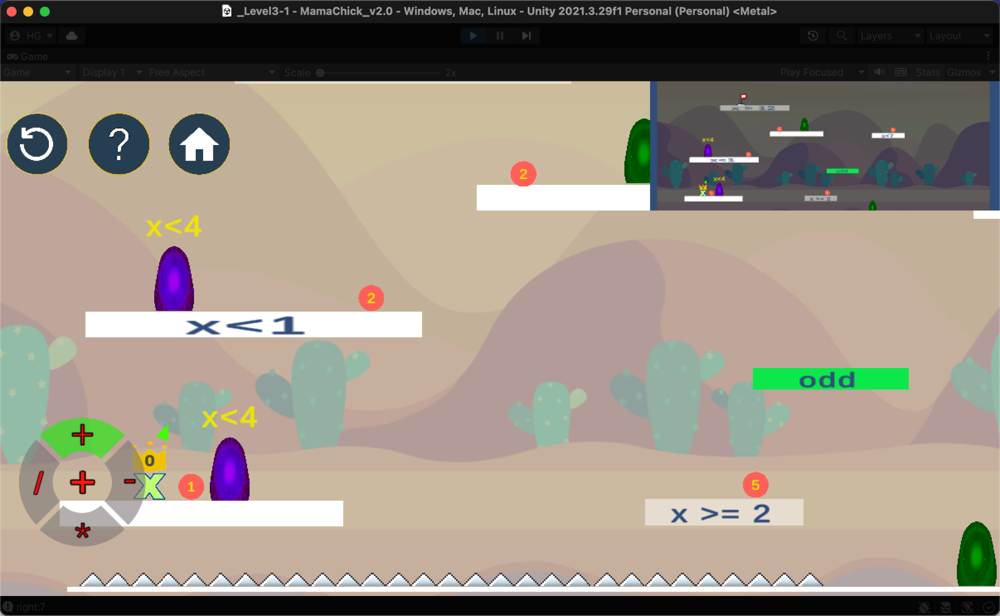 _Level3-1 - MamaChick_v2.0 - Windows, Mac, Linux - Unity 2021.3.29f1 Personal (Personal) <Metal>
HG
Layers
Layout
Game
Game
Display 1
Free Aspect
Scale
2x
Play Focused
Stats
Gizmos
x > 12
x<4
x<7
x<1
odd
x<4
x
x >= 2
?
2
x<4
2
x<1
odd
x<4
+
0
/
+
-
X
1
5
x >= 2
*
right:7